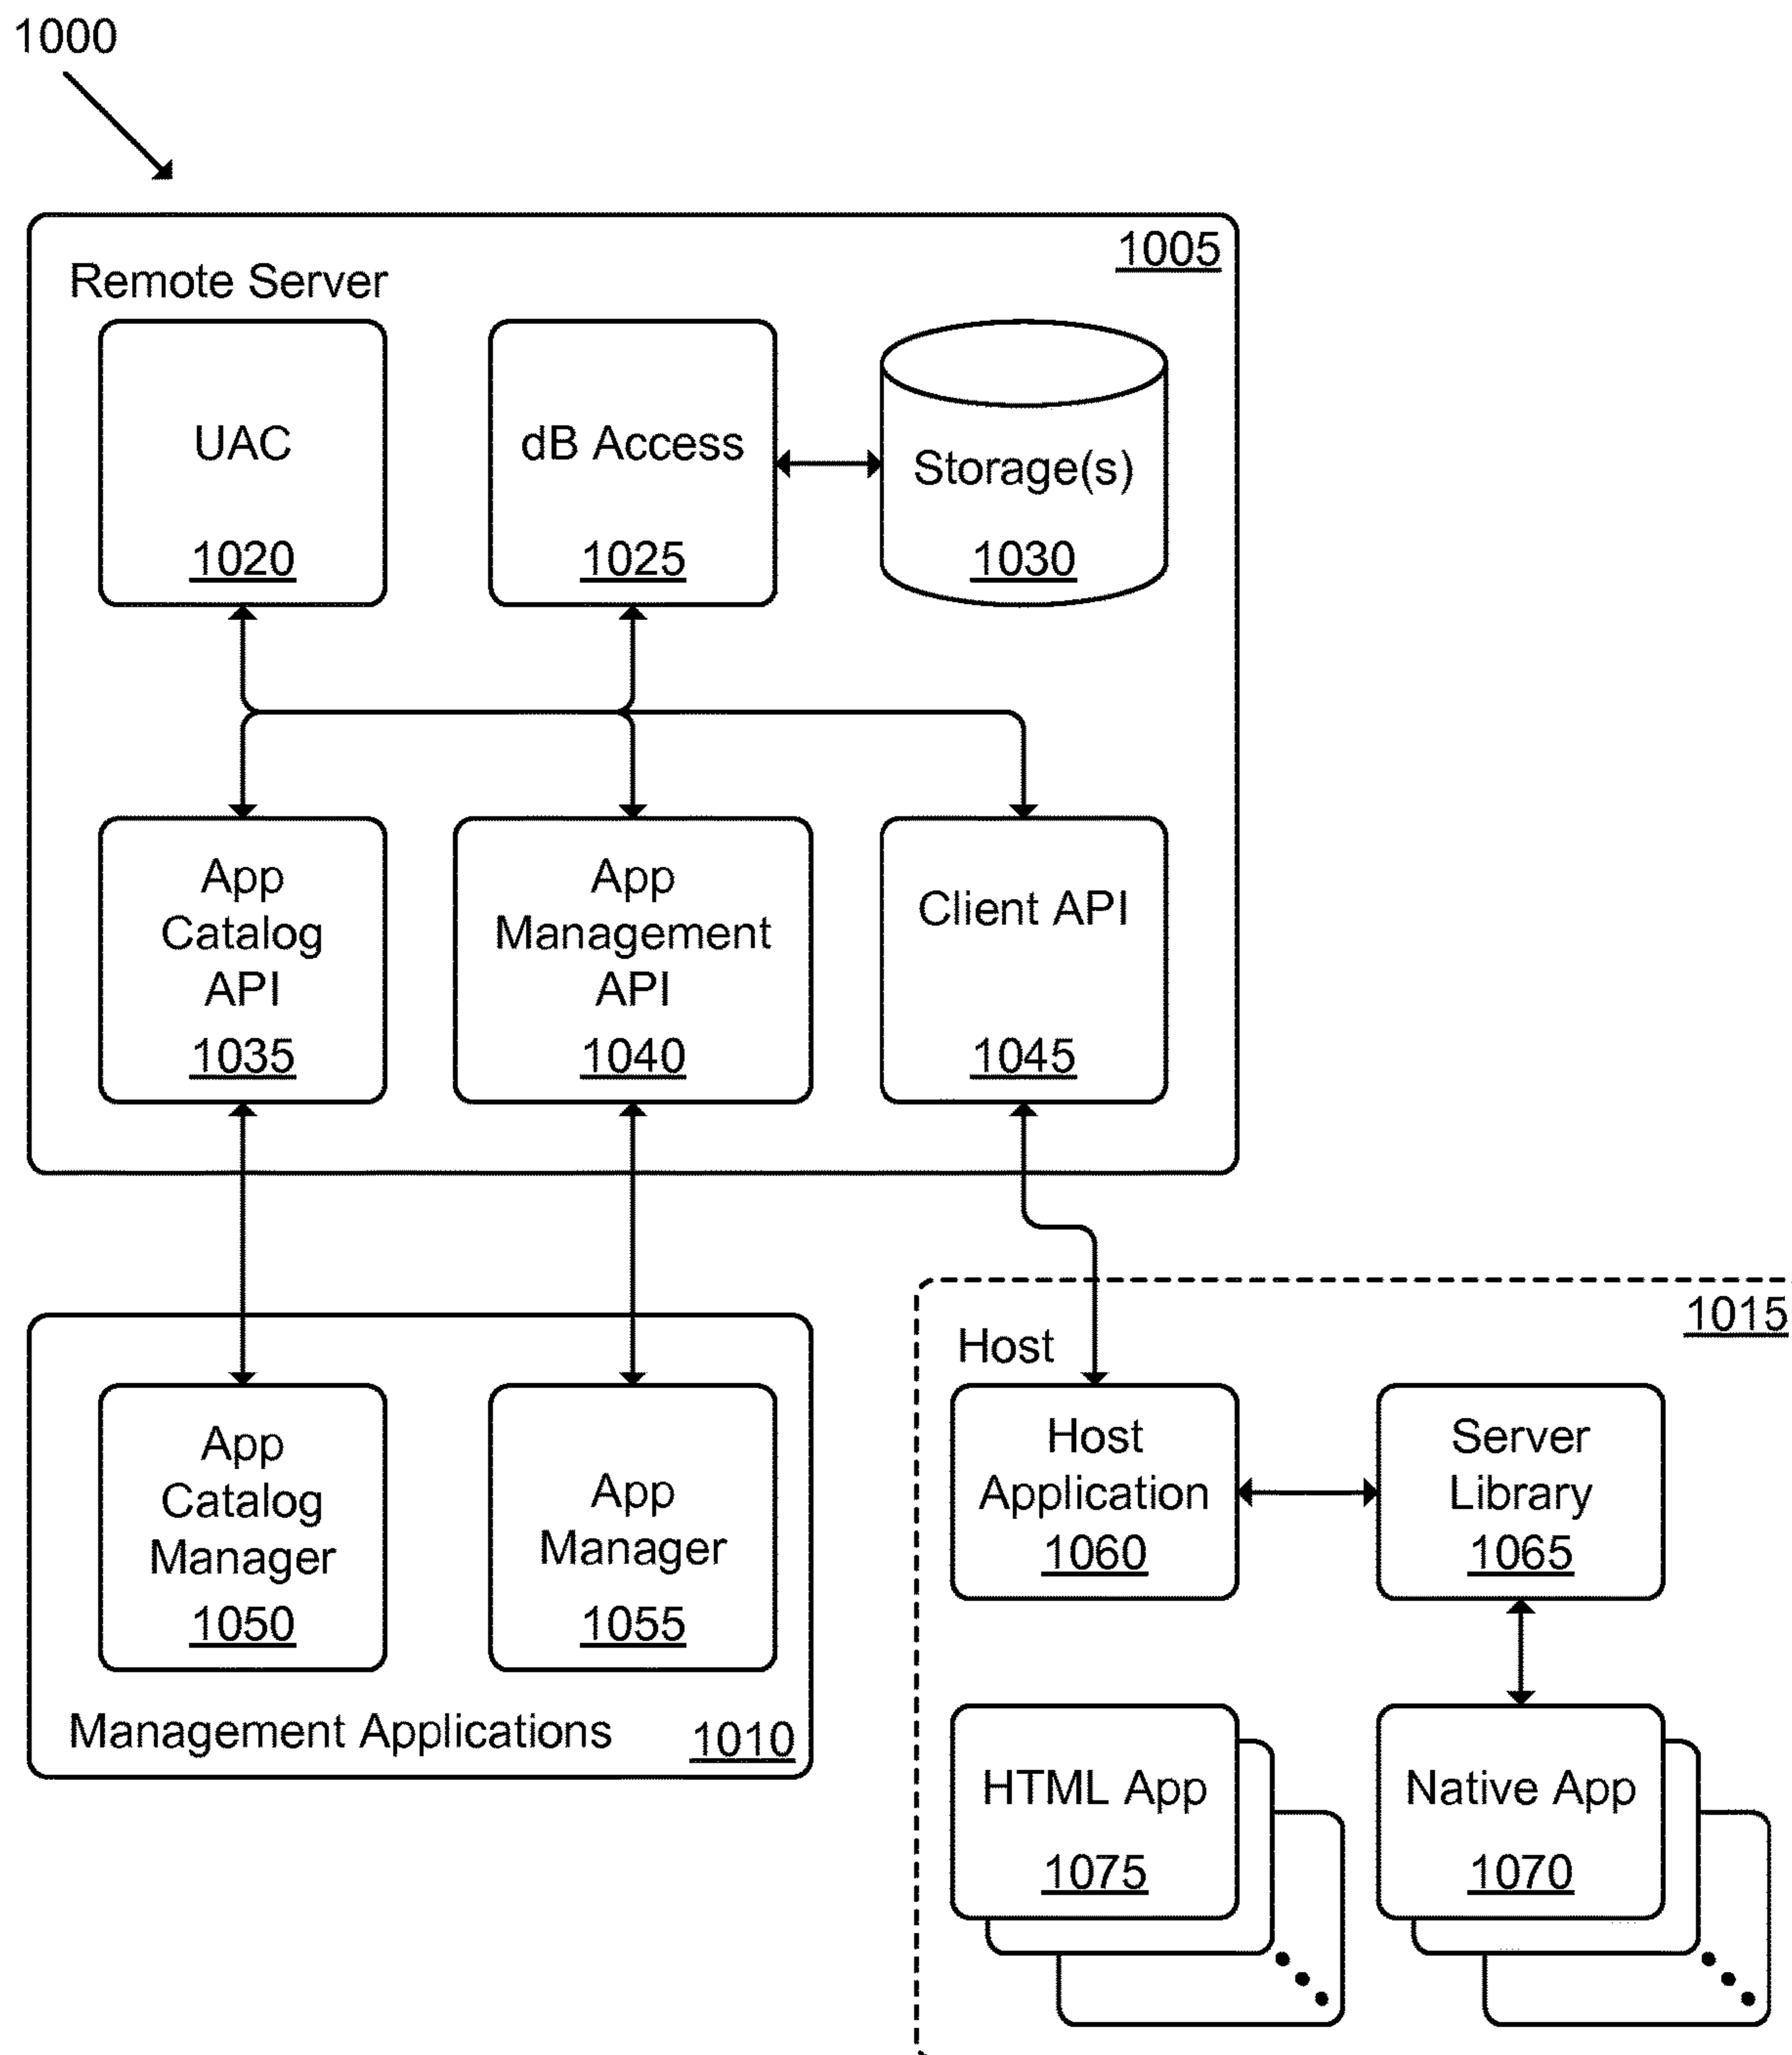 1000
1005
Remote Server
UAC
1020
dB Access
1025
Storage(s)
1030
App
Catalog
API
1035
App
Management
API
1040
Client API
1045
App
Catalog
Manager
1050
App
Manager
1055
Management Applications
1010
1015
Host
Host
Application
1060
Server
Library
1065
HTML App
1075
Native App
1070